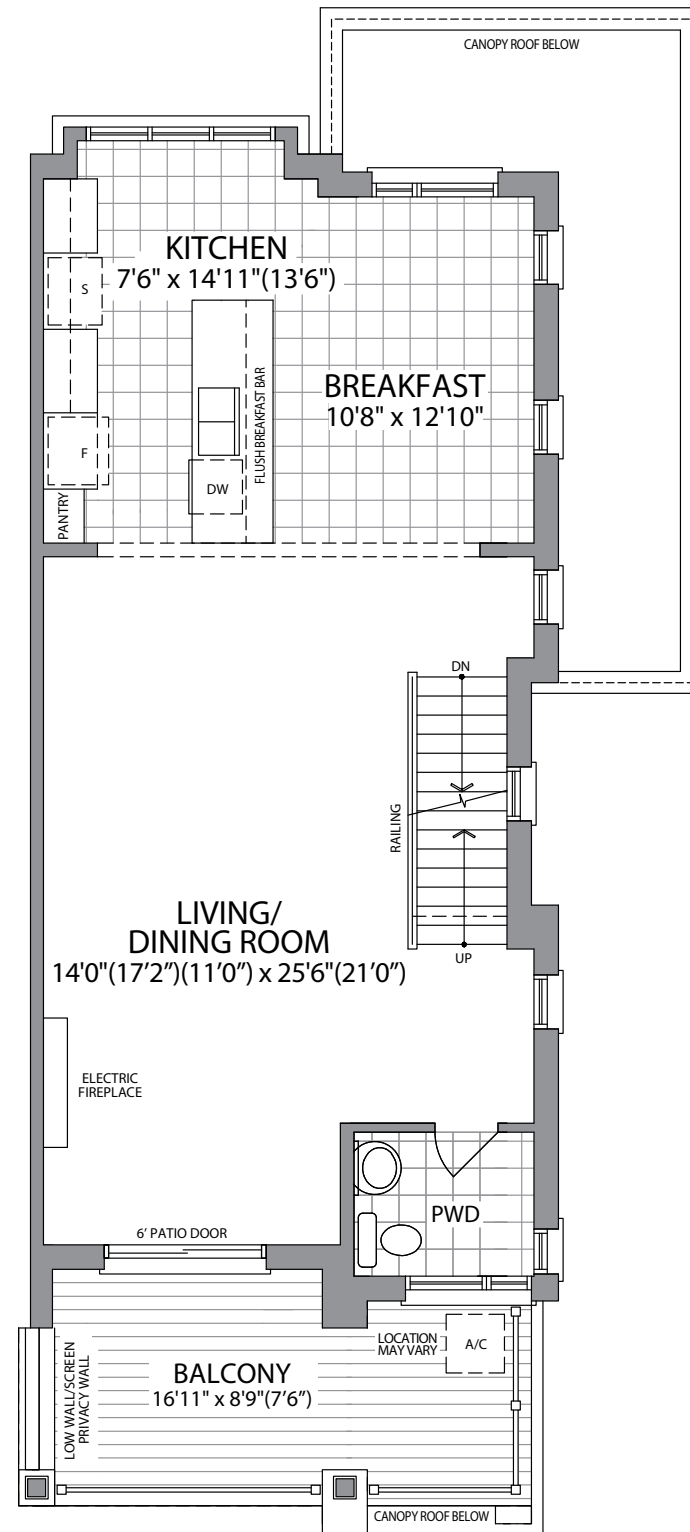 CANOPY ROOF BELOW
KITCHEN
7'6" x 14'11"(13'6")
S
BREAKFAST
10'8" x 12'10"
FLUSH BREAKFAST BAR
F
DW
PANTRY
DN
RAILING
LIVING/
DINING ROOM
14'0"(17'2")(11'0") x 25'6"(21'0")
UP
ELECTRIC
FIREPLACE
PWD
6' PATIO DOOR
LOCATION
MAY VARY
A/C
LOW WALL/SCREEN
PRIVACY WALL
BALCONY
16'11" x 8'9"(7'6")
CANOPY ROOF BELOW